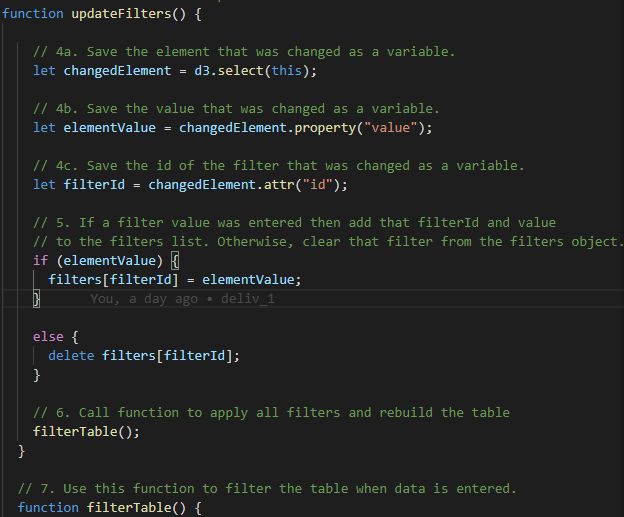 function updateFilters() {
// 4a. Save the element that was changed as a variable.
let changedElement = d3.select(this);
// 4b. Save the value that was changed as a variable.
let elementValue = changedElement.property("value");
// 4c. Save the id of the filter that was changed as a variable.
let filterId = changedElement.attr("id");
// 5. If a filter value was entered then add that filterId and value
// to the filters list. Otherwise, clear that filter from the filters object.
if (elementValue) {
filters[filterId] = elementValue;
} You, a day ago • deliv_1
else {
delete filters[filterId];
}
// 6. Call function to apply all filters and rebuild the table
filterTable();
}
// 7. Use this function to filter the table when data is entered.
function filterTable() {